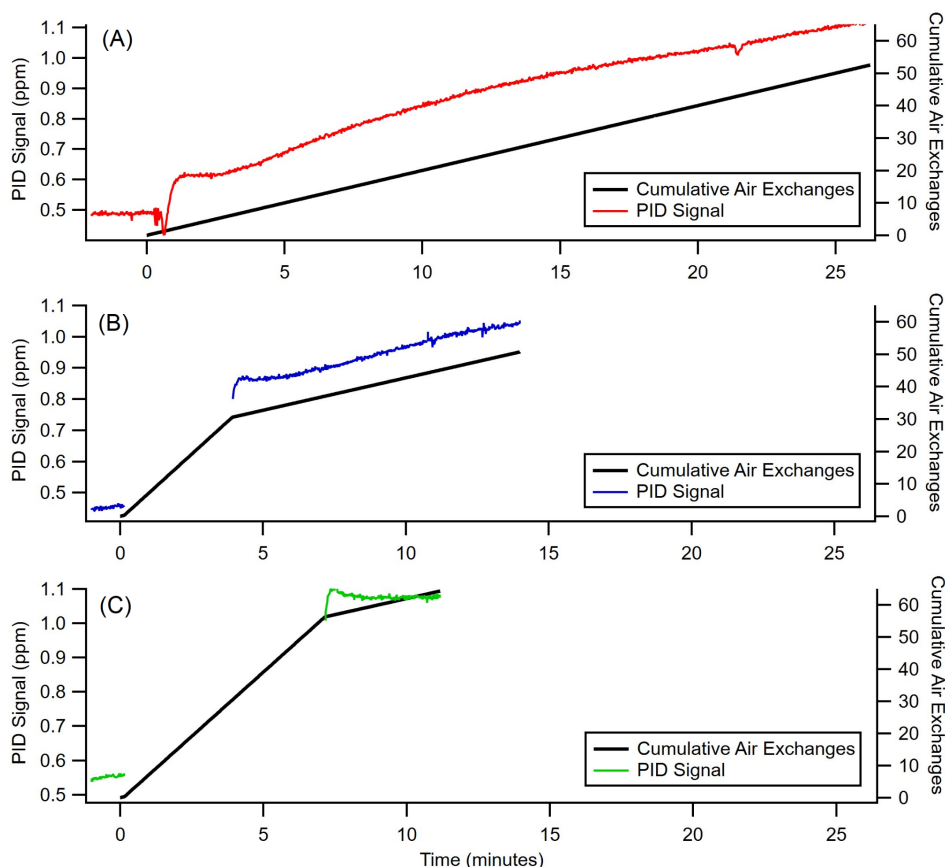 (A)
PID Signal (ppm)
1.1
1.0
0.9
0.8
0.7
0.6
0.5
Cumulative Air Exchanges
60
50
40
30
20
10
0
Cumulative Air Exchanges
PID Signal
0 5 10 15 20 25
(B)
PID Signal (ppm)
1.1
1.0
0.9
0.8
0.7
0.6
0.5
Cumulative Air Exchanges
60
50
40
30
20
10
0
Cumulative Air Exchanges
PID Signal
0 5 10 15 20 25
(C)
PID Signal (ppm)
1.1
1.0
0.9
0.8
0.7
0.6
0.5
Cumulative Air Exchanges
60
50
40
30
20
10
0
Cumulative Air Exchanges
PID Signal
0 5 10 15 20 25
Time (minutes)